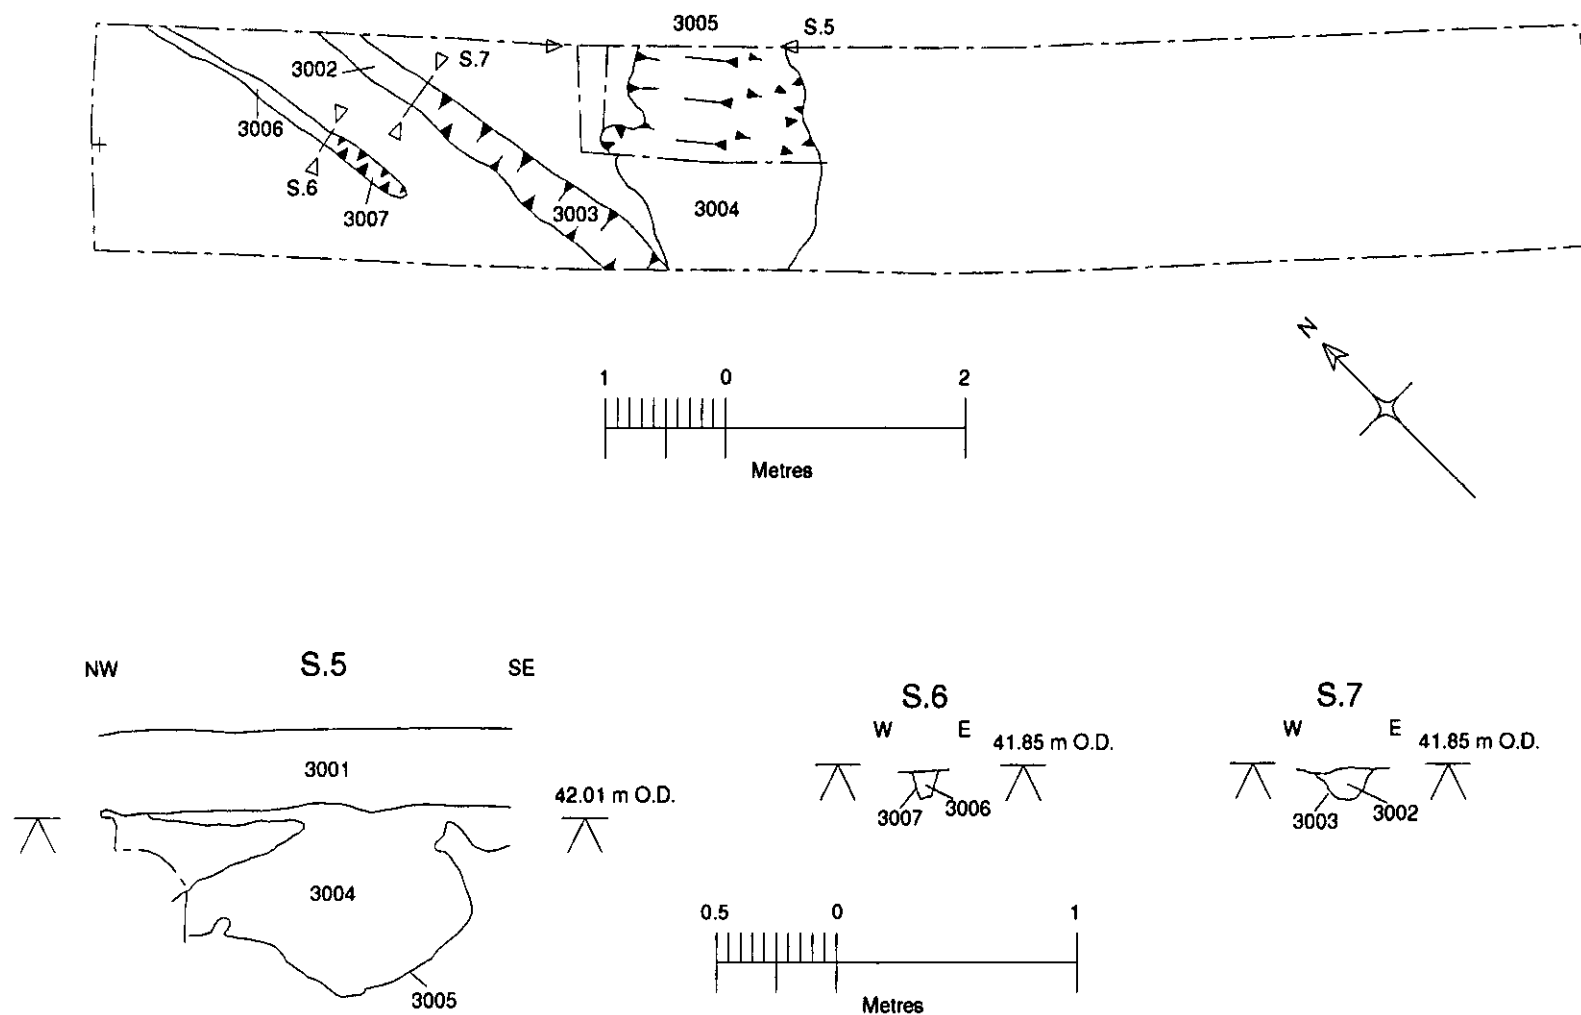 3005
S.5
3002
S.7
3006
S.6
3007
3003
3004
N
1 0 2
Metres
NW S.5 SE
3001
42.01 m O.D.
3004
3005
S.6
W E
41.85 m O.D.
3007 3006
S.7
W E
41.85 m O.D.
3003 3002
0.5 0 1
Metres